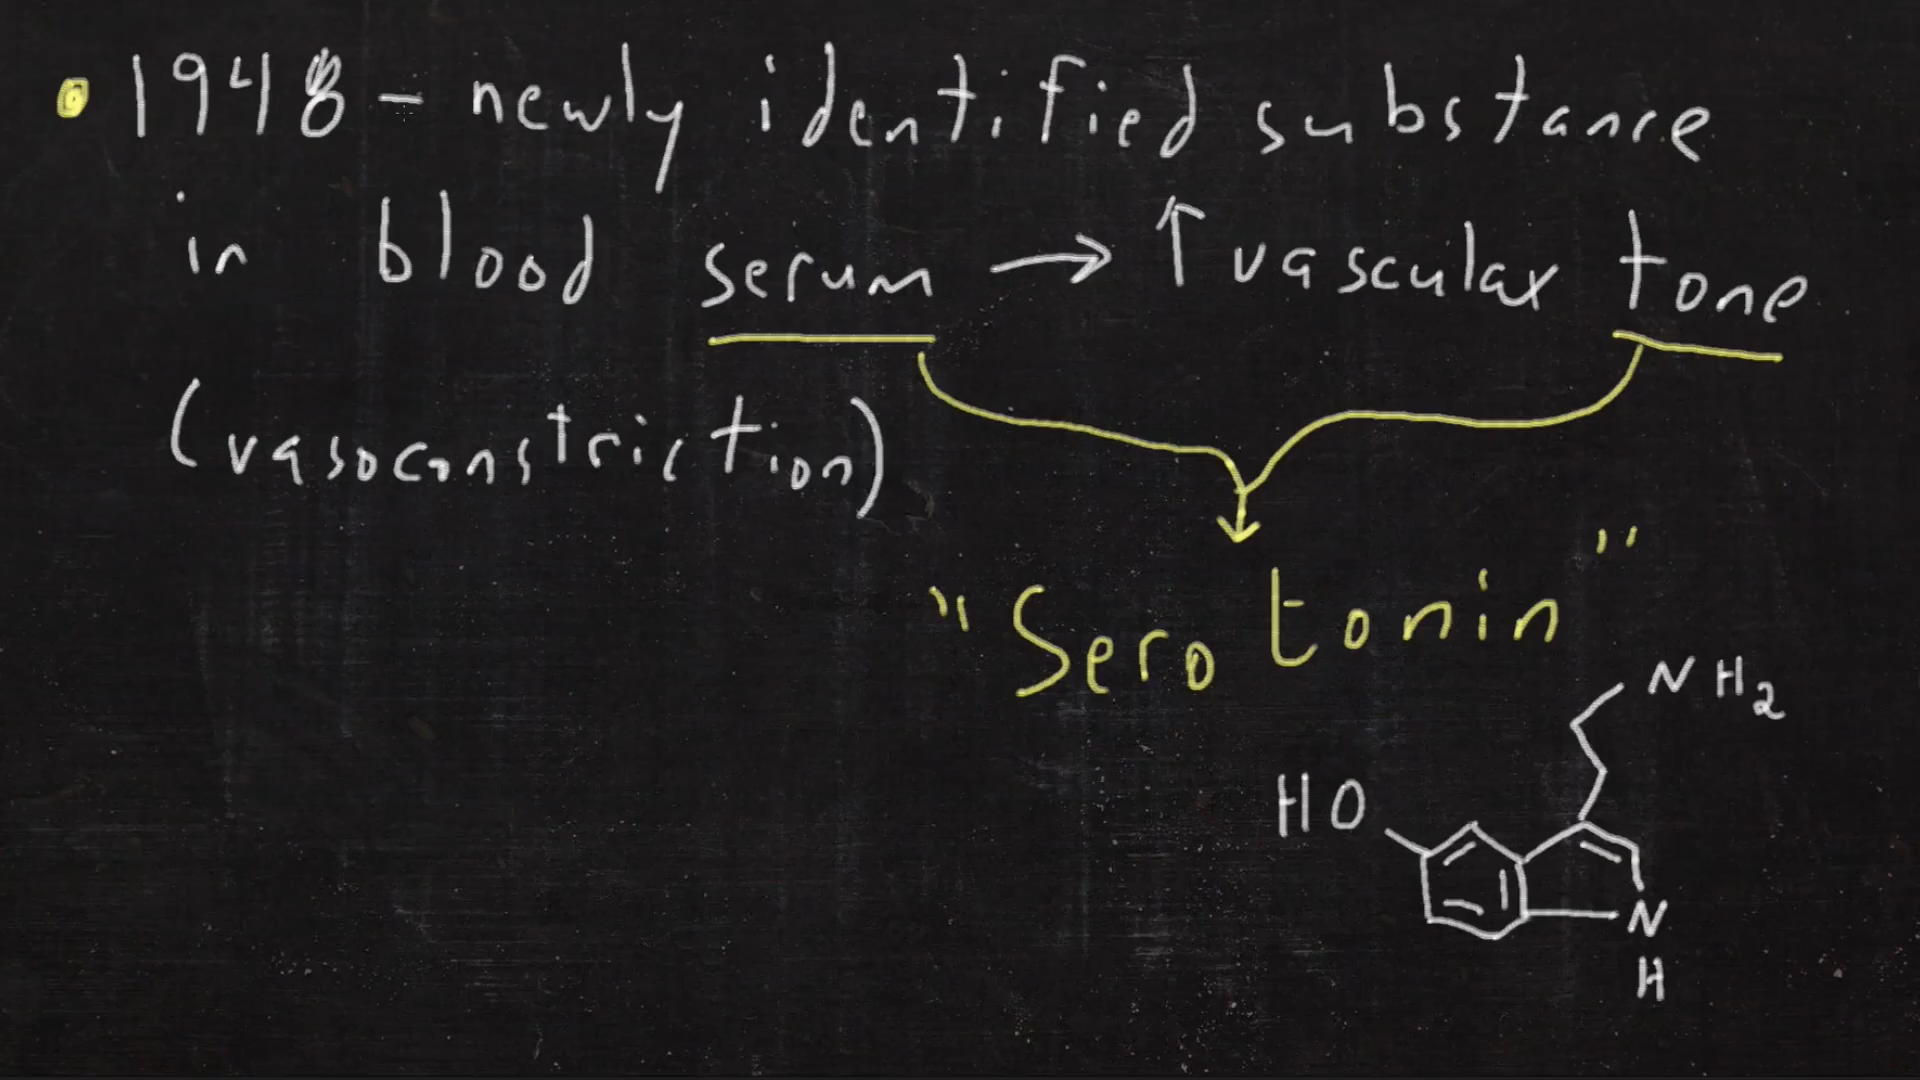 • 1948 - newly identified substance
in blood serum → ↑ vascular tone
(vasoconstriction)
"Serotonin"
NH2
HO
N
H